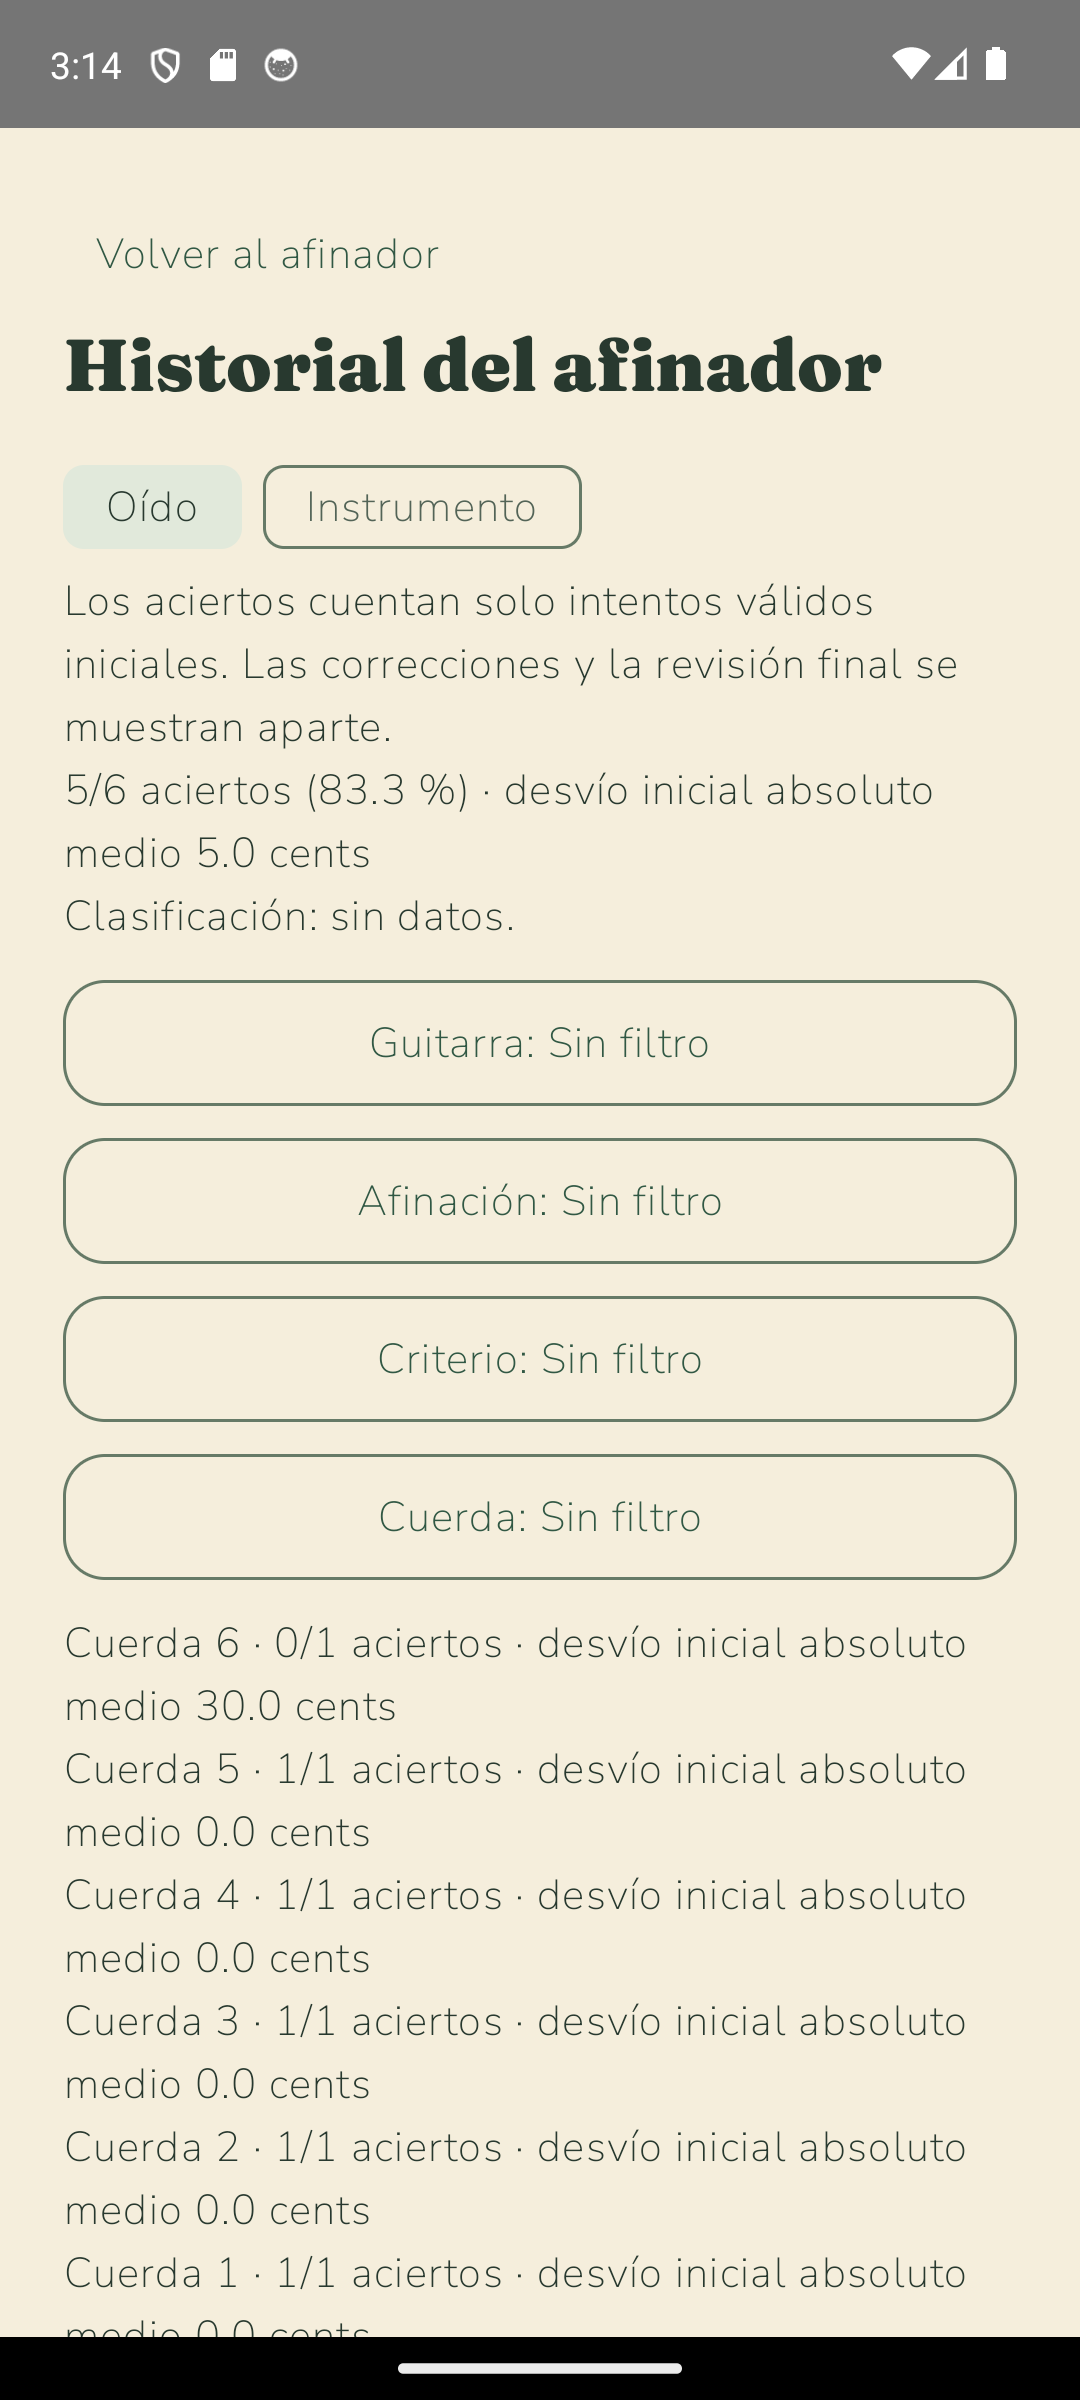 3:14
Volver al afinador
Historial del afinador
Oído
Instrumento
Los aciertos cuentan solo intentos válidos
iniciales. Las correcciones y la revisión final se
muestran aparte.
5/6 aciertos (83.3 %) · desvío inicial absoluto
medio 5.0 cents
Clasificación: sin datos.
Guitarra: Sin filtro
Afinación: Sin filtro
Criterio: Sin filtro
Cuerda: Sin filtro
Cuerda 6 · 0/1 aciertos · desvío inicial absoluto
medio 30.0 cents
Cuerda 5 · 1/1 aciertos · desvío inicial absoluto
medio 0.0 cents
Cuerda 4 · 1/1 aciertos · desvío inicial absoluto
medio 0.0 cents
Cuerda 3 · 1/1 aciertos · desvío inicial absoluto
medio 0.0 cents
Cuerda 2 · 1/1 aciertos · desvío inicial absoluto
medio 0.0 cents
Cuerda 1 · 1/1 aciertos · desvío inicial absoluto
medio 0.0 cents